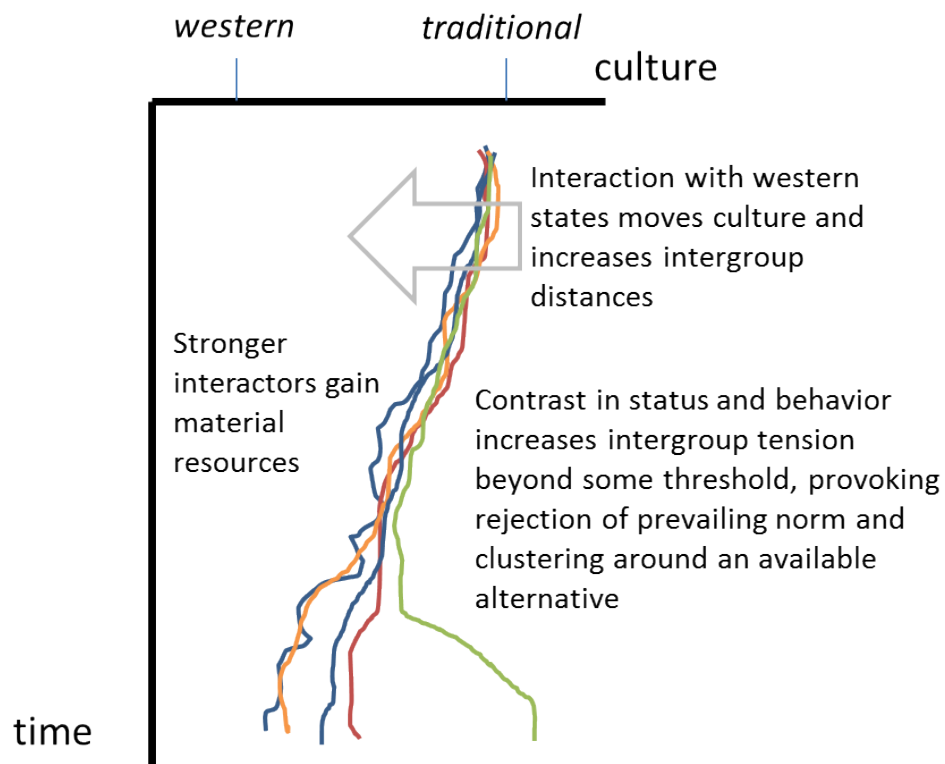 western
traditional
culture
Interaction with western
states moves culture and
increases intergroup
distances
Stronger
interactors gain
material
resources
Contrast in status and behavior
increases intergroup tension
beyond some threshold, provoking
rejection of prevailing norm and
clustering around an available
alternative
time